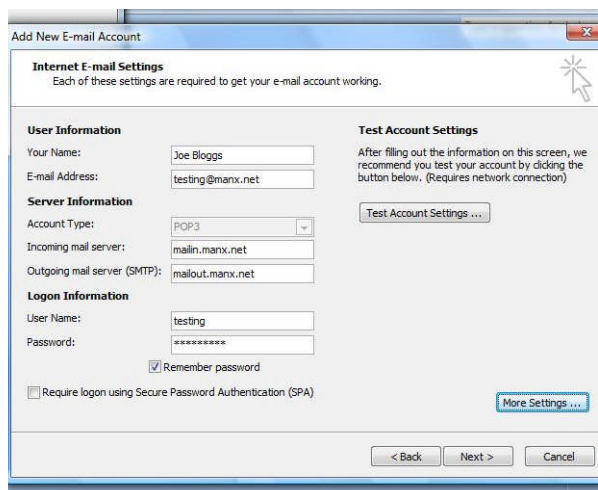 Add New E-mail Account
Internet E-mail Settings
Each of these settings are required to get your e-mail account working.
User Information
Your Name: Joe Bloggs
E-mail Address: testing@manx.net
Server Information
Account Type: POP3
Incoming mail server: mailin.manx.net
Outgoing mail server (SMTP): mailout.manx.net
Logon Information
User Name: testing
Password: *********
Remember password
Require logon using Secure Password Authentication (SPA)
Test Account Settings
After filling out the information on this screen, we
recommend you test your account by clicking the
button below. (Requires network connection)
Test Account Settings ...
More Settings ...
< Back Next > Cancel